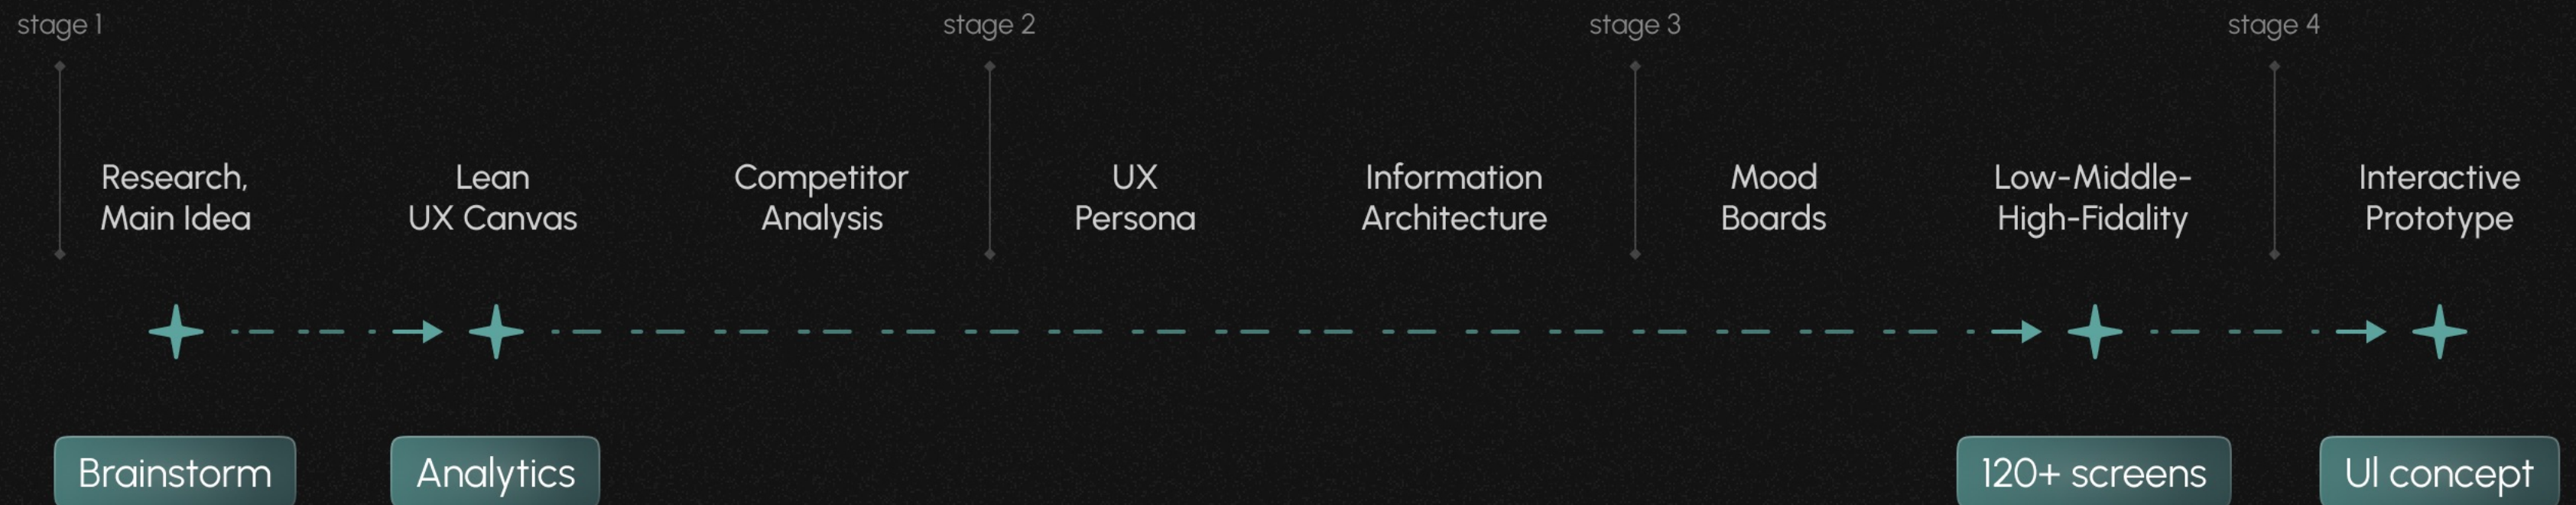 stage 1
stage 2
stage 3
stage 4
Research,
Main Idea
Lean
UX Canvas
Competitor
Analysis
UX
Persona
Information
Architecture
Mood
Boards
Low-Middle-
High-Fidality
Interactive
Prototype
Brainstorm
Analytics
120+ screens
UI concept